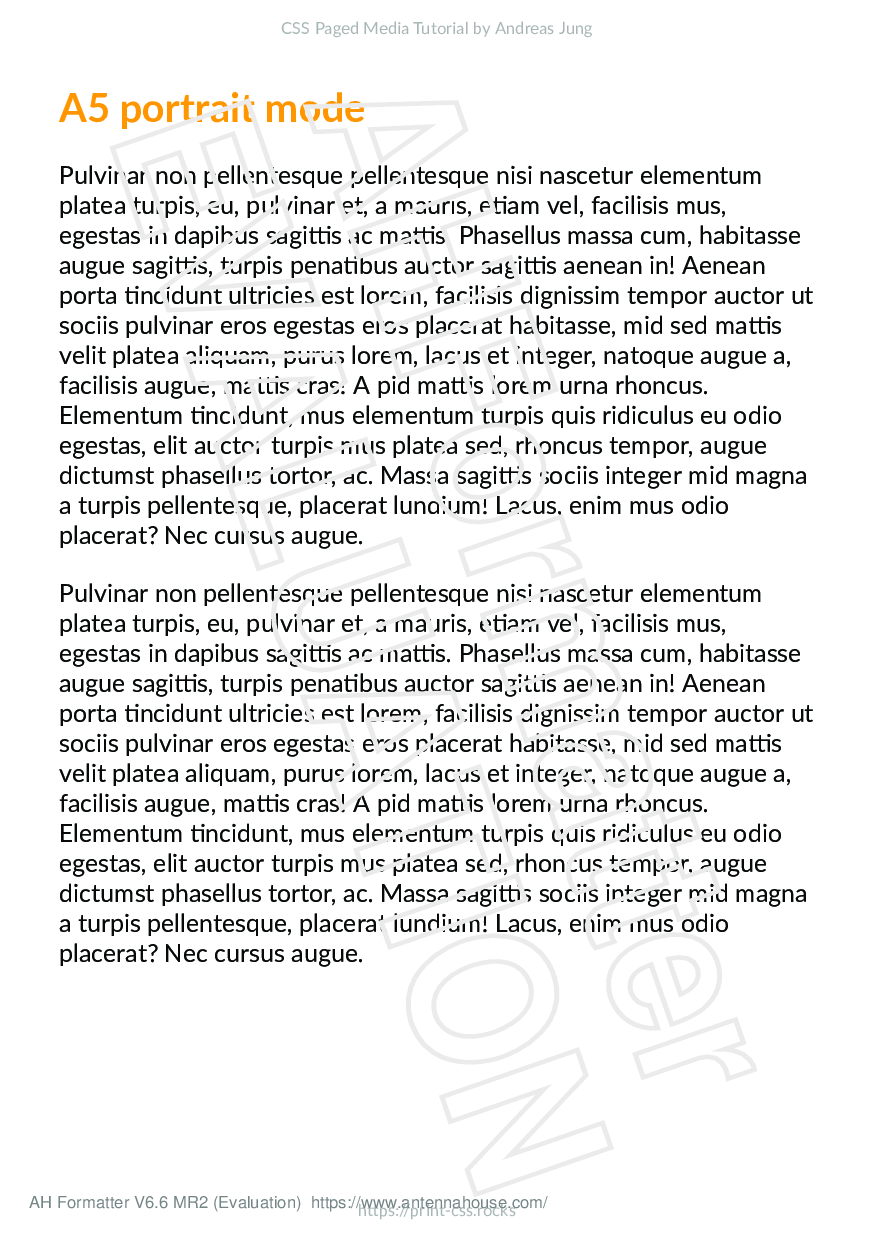 CSS Paged Media Tutorial by Andreas Jung
A5 portrait mode
Pulvinar non pellentesque pellentesque nisi nascetur elementum
platea turpis, eu, pulvinar et, a mauris, etiam vel, facilisis mus,
egestas in dapibus sagittis ac mattis. Phasellus massa cum, habitasse
augue sagittis, turpis penatibus auctor sagittis aenean in! Aenean
porta tincidunt ultricies est lorem, facilisis dignissim tempor auctor ut
sociis pulvinar eros egestas eros placerat habitasse, mid sed mattis
velit platea aliquam, purus lorem, lacus et integer, natoque augue a,
facilisis augue, mattis cras! A pid mattis lorem urna rhoncus.
Elementum tincidunt, mus elementum turpis quis ridiculus eu odio
egestas, elit auctor turpis mus platea sed, rhoncus tempor, augue
dictumst phasellus tortor, ac. Massa sagittis sociis integer mid magna
a turpis pellentesque, placerat lundium! Lacus, enim mus odio
placerat? Nec cursus augue.
Pulvinar non pellentesque pellentesque nisi nascetur elementum
platea turpis, eu, pulvinar et, a mauris, etiam vel, facilisis mus,
egestas in dapibus sagittis ac mattis. Phasellus massa cum, habitasse
augue sagittis, turpis penatibus auctor sagittis aenean in! Aenean
porta tincidunt ultricies est lorem, facilisis dignissim tempor auctor ut
sociis pulvinar eros egestas eros placerat habitasse, mid sed mattis
velit platea aliquam, purus lorem, lacus et integer, natoque augue a,
facilisis augue, mattis cras! A pid mattis lorem urna rhoncus.
Elementum tincidunt, mus elementum turpis quis ridiculus eu odio
egestas, elit auctor turpis mus platea sed, rhoncus tempor, augue
dictumst phasellus tortor, ac. Massa sagittis sociis integer mid magna
a turpis pellentesque, placerat lundium! Lacus, enim mus odio
placerat? Nec cursus augue.
AHFormatter
EVALUATION
AH Formatter V6.6 MR2 (Evaluation) https://www.antennahouse.com/
https://print-css.rocks